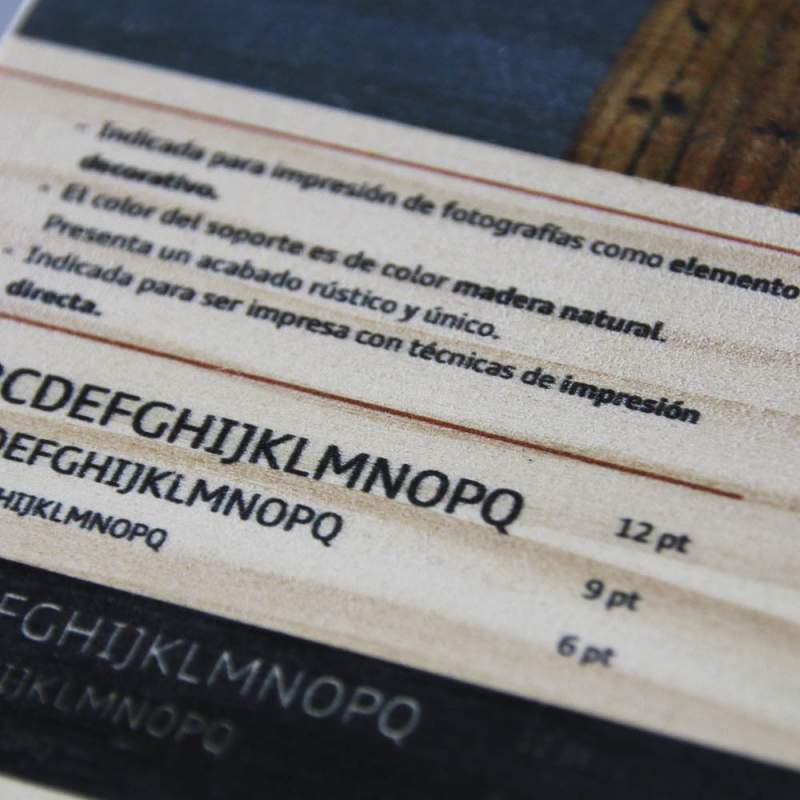 - Indicada para impresión de fotografías como elemento
decorativo.
- El color del soporte es de color madera natural.
Presenta un acabado rústico y único.
- Indicada para ser impresa con técnicas de impresión
directa.
CDEFGHIJKLMNOPQ 12 pt
DEFGHIJKLMNOPQ 9 pt
HIJKLMNOPQ 6 pt
FGHIJKLMNOPQ
IJKLMNOPQ